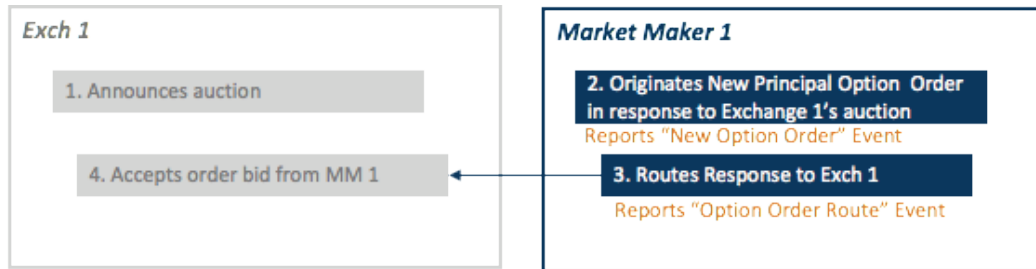 Exch 1
Market Maker 1
1. Announces auction
2. Originates New Principal Option Order
in response to Exchange 1's auction
Reports “New Option Order” Event
4. Accepts order bid from MM 1
3. Routes Response to Exch 1
Reports “Option Order Route” Event